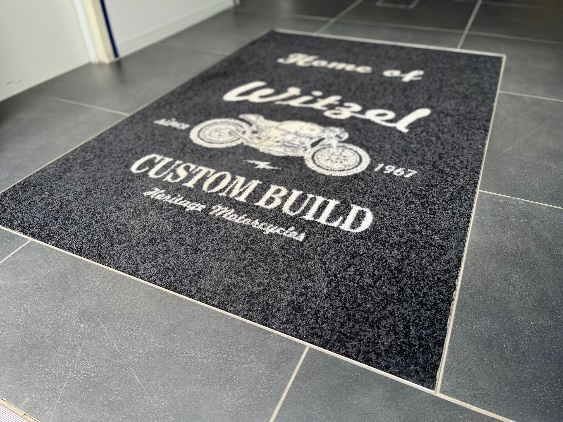 Home of
Witzel
since 1967
CUSTOM BUILD
Heritage Motorcycles